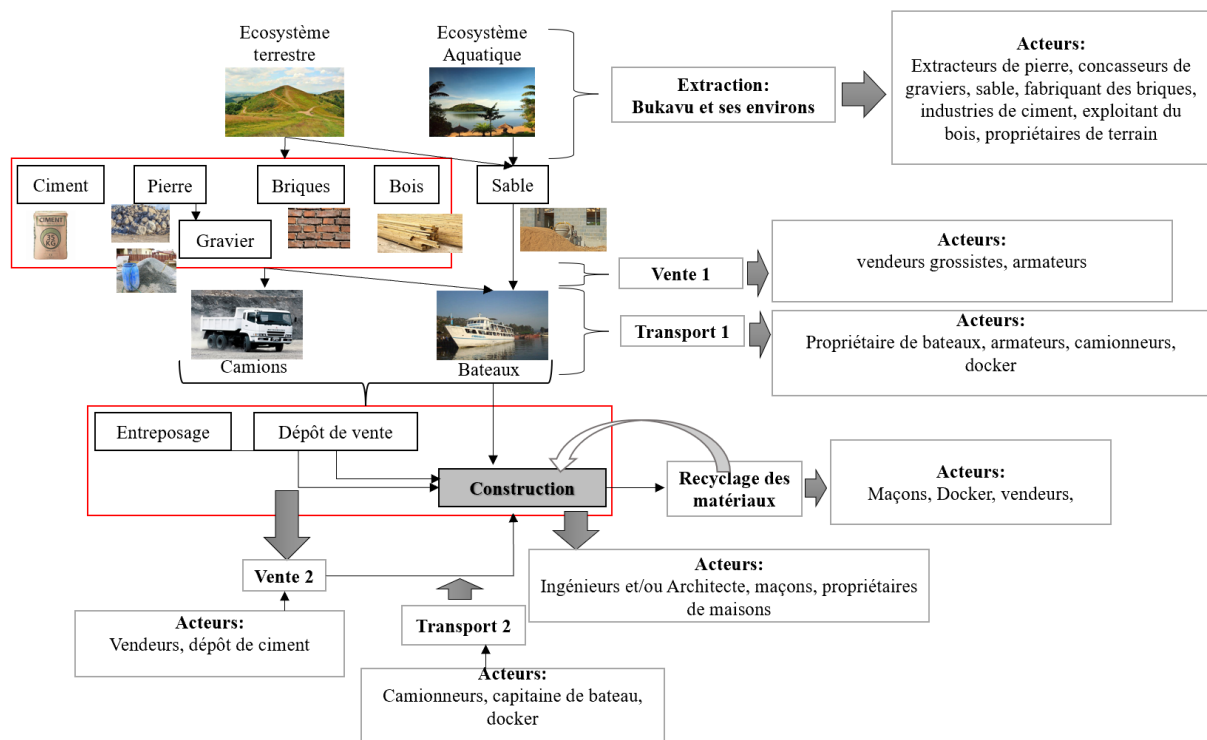 Ecosystème
terrestre
Ecosystème
Aquatique
Extraction:
Bukavu et ses environs
Acteurs:
Extracteurs de pierre, concasseurs de
graviers, sable, fabriquant des briques,
industries de ciment, exploitant du
bois, propriétaires de terrain
Ciment
Pierre
Briques
Bois
Sable
CIMENT
35
KG
Gravier
Vente 1
Acteurs:
vendeurs grossistes, armateurs
Transport 1
Acteurs:
Propriétaire de bateaux, armateurs, camionneurs,
docker
Camions
Bateaux
Entreposage
Dépôt de vente
Construction
Recyclage des
matériaux
Acteurs:
Maçons, Docker, vendeurs,
Vente 2
Acteurs:
Ingénieurs et/ou Architecte, maçons, propriétaires
de maisons
Acteurs:
Vendeurs, dépôt de ciment
Transport 2
Acteurs:
Camionneurs, capitaine de bateau,
docker